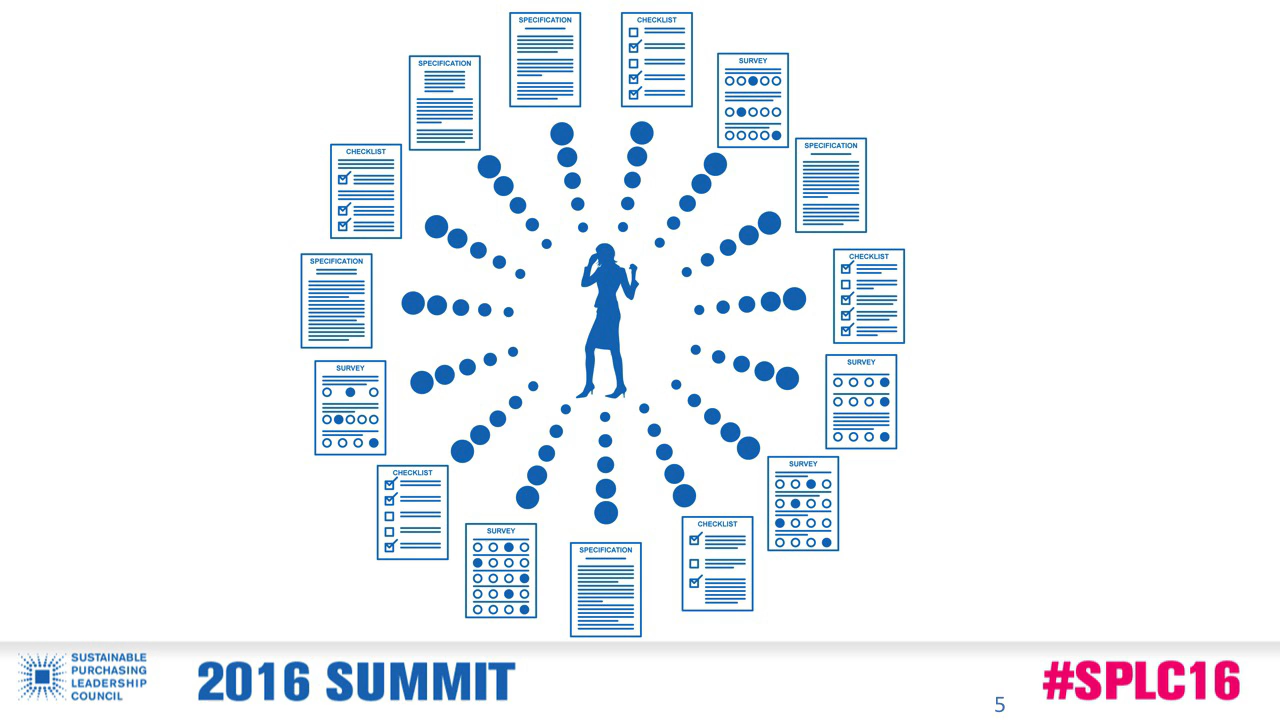 SPECIFICATION
CHECKLIST
SPECIFICATION
SURVEY
CHECKLIST
SPECIFICATION
SPECIFICATION
CHECKLIST
SURVEY
SURVEY
CHECKLIST
SURVEY
SURVEY
CHECKLIST
SPECIFICATION
SUSTAINABLE
PURCHASING
LEADERSHIP
COUNCIL
2016 SUMMIT
5
#SPLC16